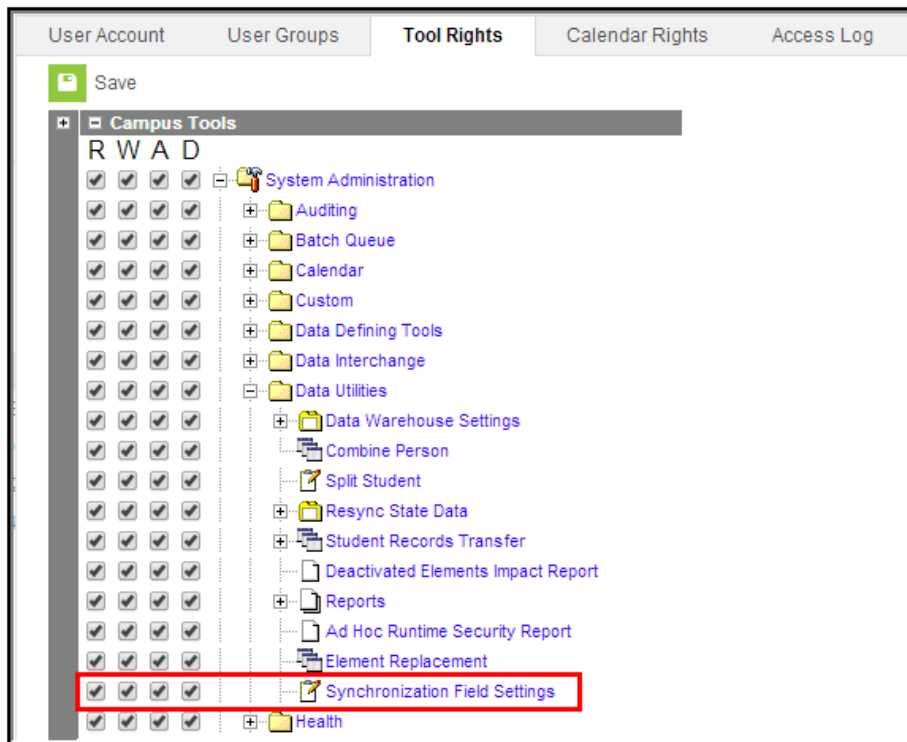 User Account User Groups Tool Rights Calendar Rights Access Log
Save
Campus Tools
R W A D
System Administration
Auditing
Batch Queue
Calendar
Custom
Data Defining Tools
Data Interchange
Data Utilities
Data Warehouse Settings
Combine Person
Split Student
Resync State Data
Student Records Transfer
Deactivated Elements Impact Report
Reports
Ad Hoc Runtime Security Report
Element Replacement
Synchronization Field Settings
Health